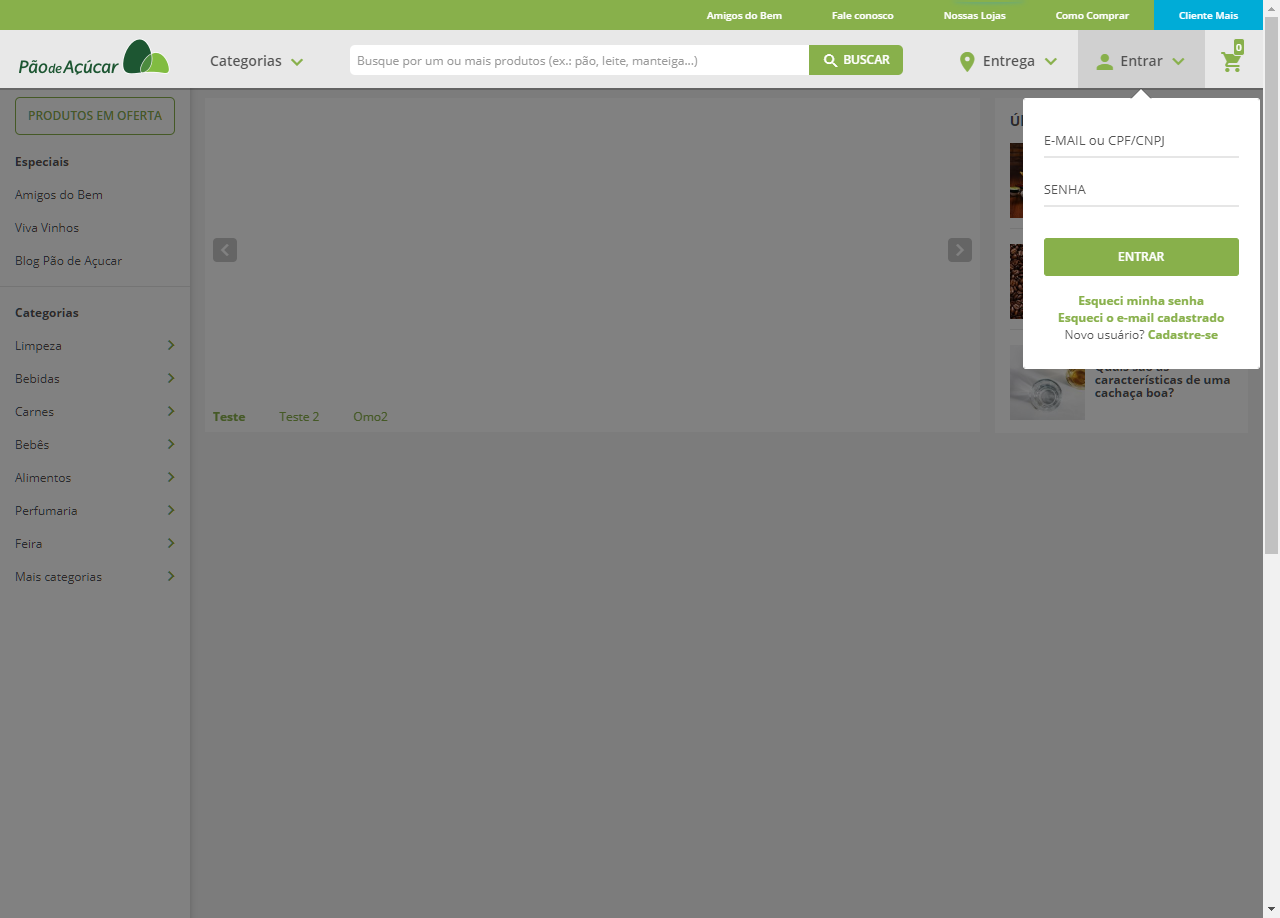 Amigos do Bem
Fale conosco
Nossas Lojas
Como Comprar
Cliente Mais
PãodeAçúcar
Categorias
Busque por um ou mais produtos (ex.: pão, leite, manteiga...)
BUSCAR
Entrega
Entrar
0
PRODUTOS EM OFERTA
Especiais
Amigos do Bem
Viva Vinhos
Blog Pão de Açucar
Categorias
Limpeza
Bebidas
Carnes
Bebês
Alimentos
Perfumaria
Feira
Mais categorias
Teste
Teste 2
Omo2
E-MAIL ou CPF/CNPJ
SENHA
ENTRAR
Esqueci minha senha
Esqueci o e-mail cadastrado
Novo usuário? Cadastre-se
características de uma
cachaça boa?